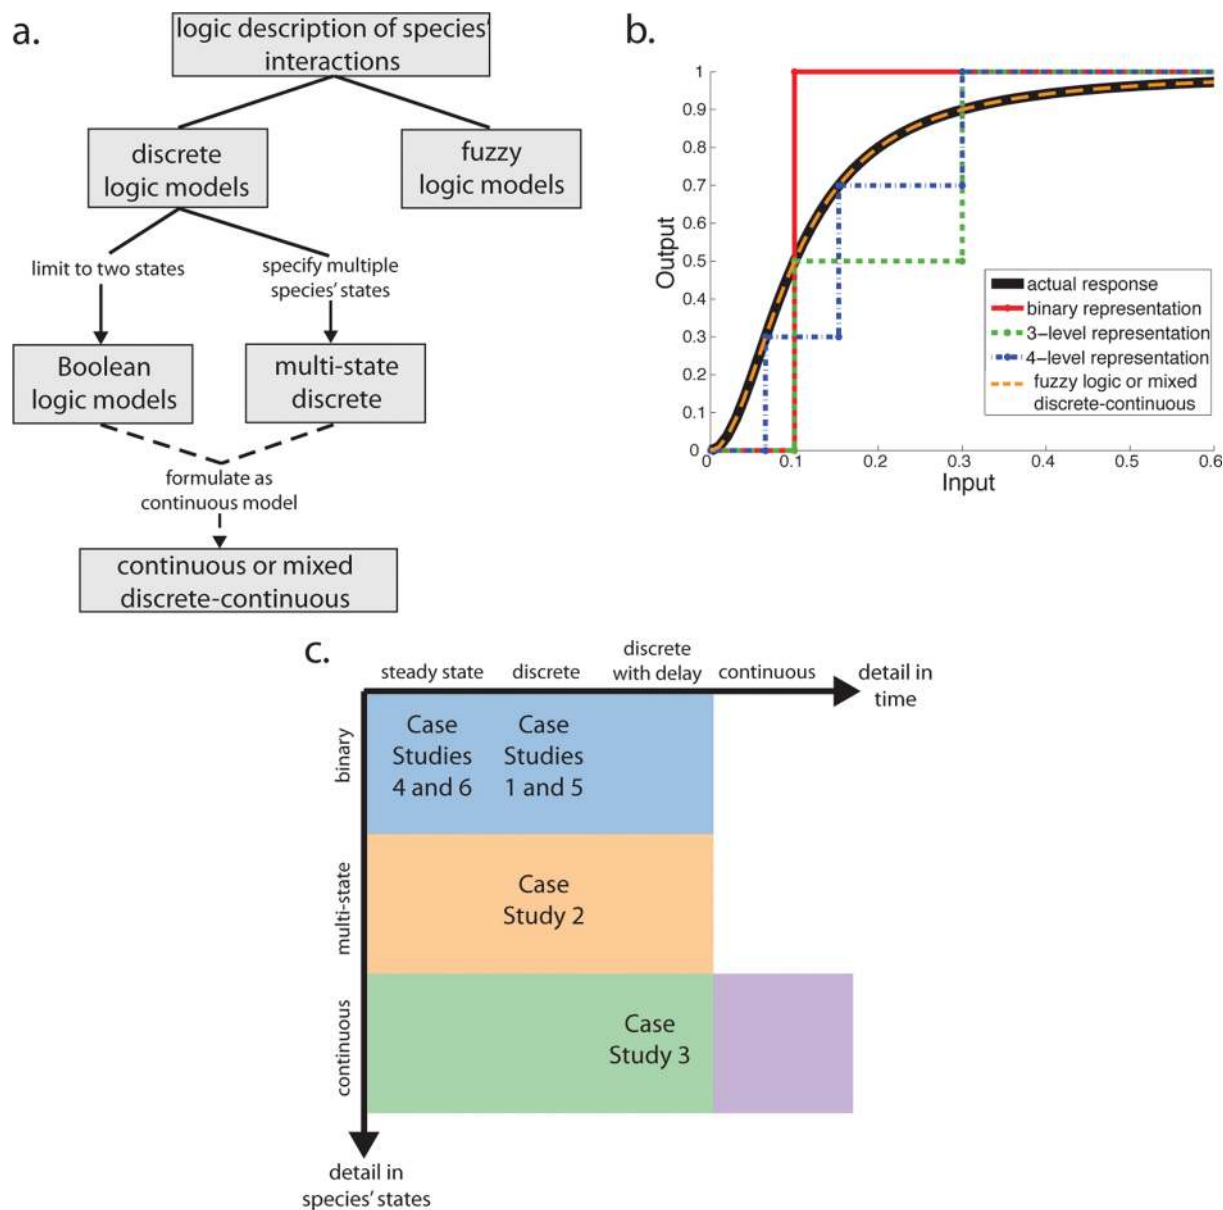 a.
logic description of species'
interactions
discrete
logic models
fuzzy
logic models
limit to two states
specify multiple
species' states
Boolean
logic models
multi-state
discrete
formulate as
continuous model
continuous or mixed
discrete-continuous
b.
1
0.9
0.8
0.7
0.6
0.5
0.4
0.3
0.2
0.1
0
Output
0 0.1 0.2 0.3 0.4 0.5 0.6
Input
actual response
binary representation
3-level representation
4-level representation
fuzzy logic or mixed
discrete-continuous
c.
steady state
discrete
discrete
with delay
continuous
detail in
time
binary
Case
Studies
4 and 6
Case
Studies
1 and 5
multi-state
Case
Study 2
continuous
Case
Study 3
detail in
species' states